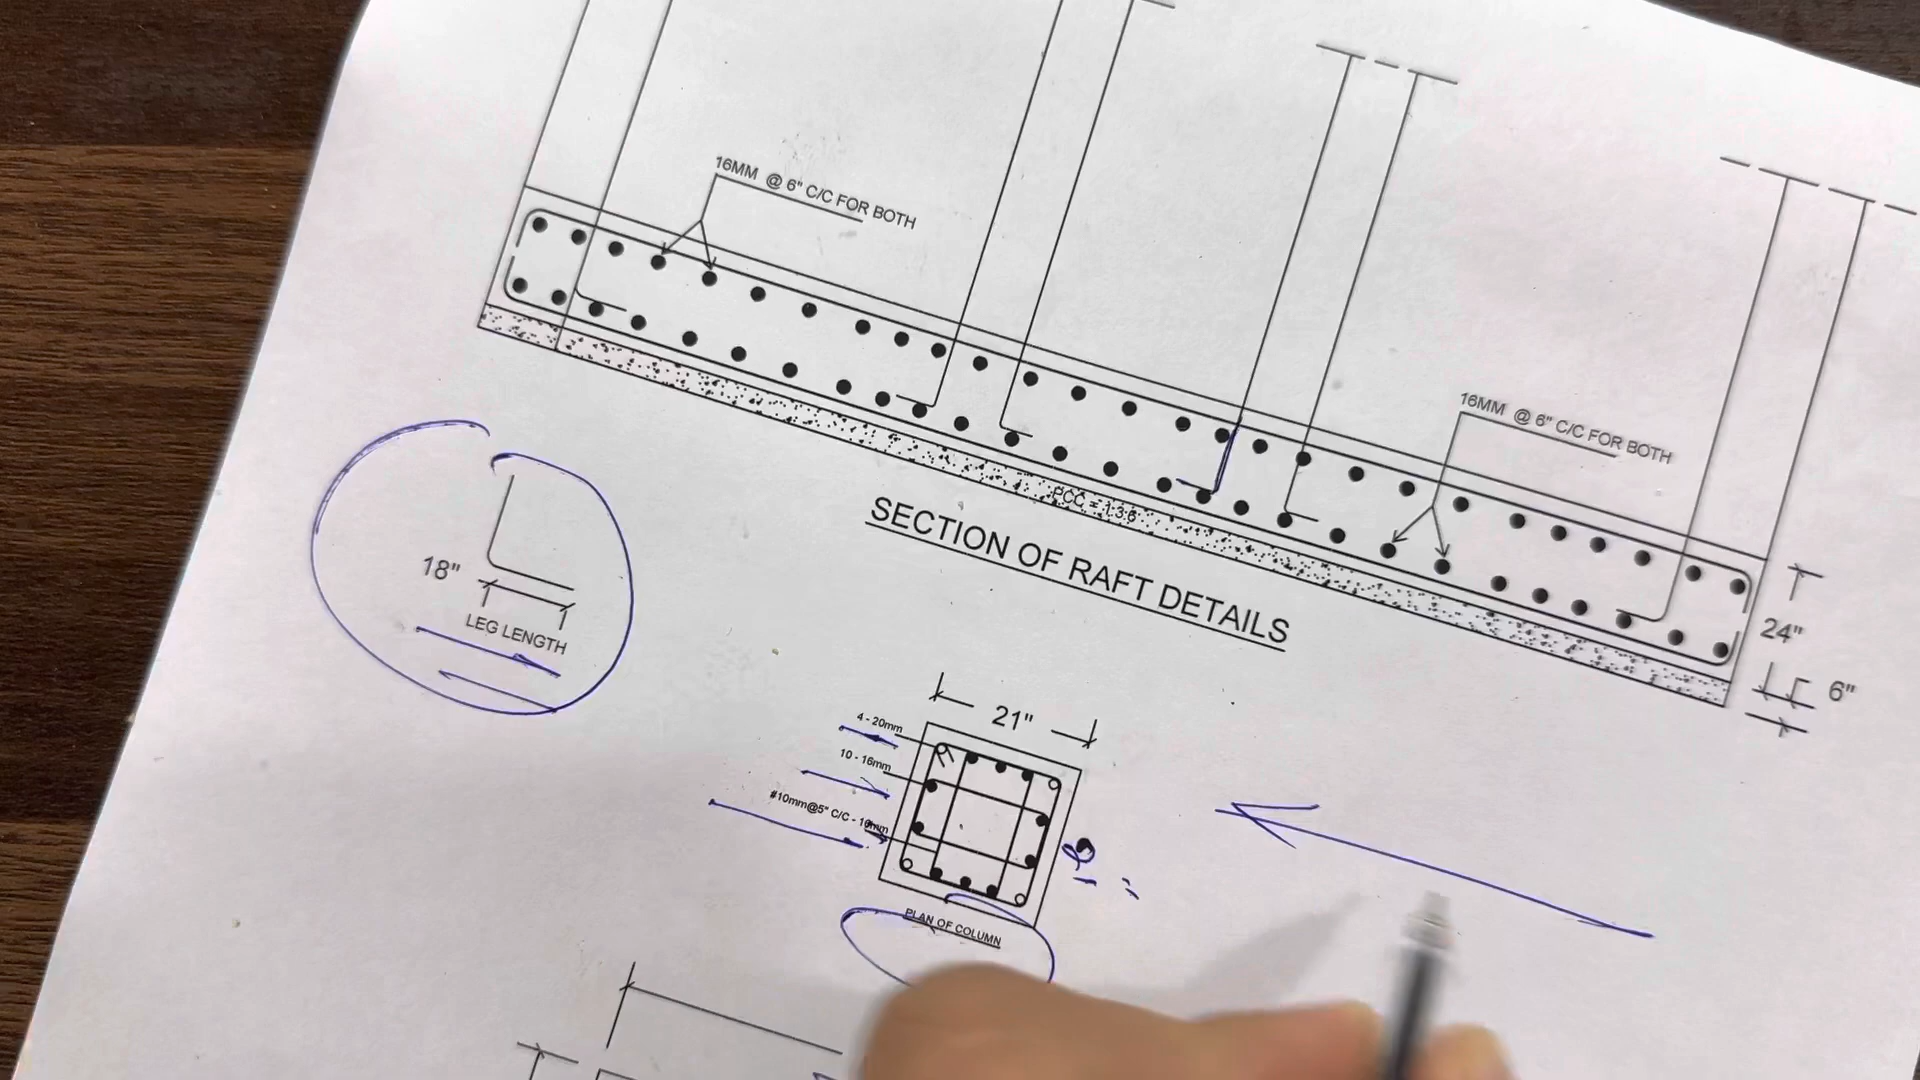 16MM @ 6" C/C FOR BOTH
16MM @ 6" C/C FOR BOTH
PCC = 1:3:6
SECTION OF RAFT DETAILS
24"
6"
18"
LEG LENGTH
21"
4 - 20mm
10 - 16mm
#10mm@5" C/C - 10mm
PLAN OF COLUMN